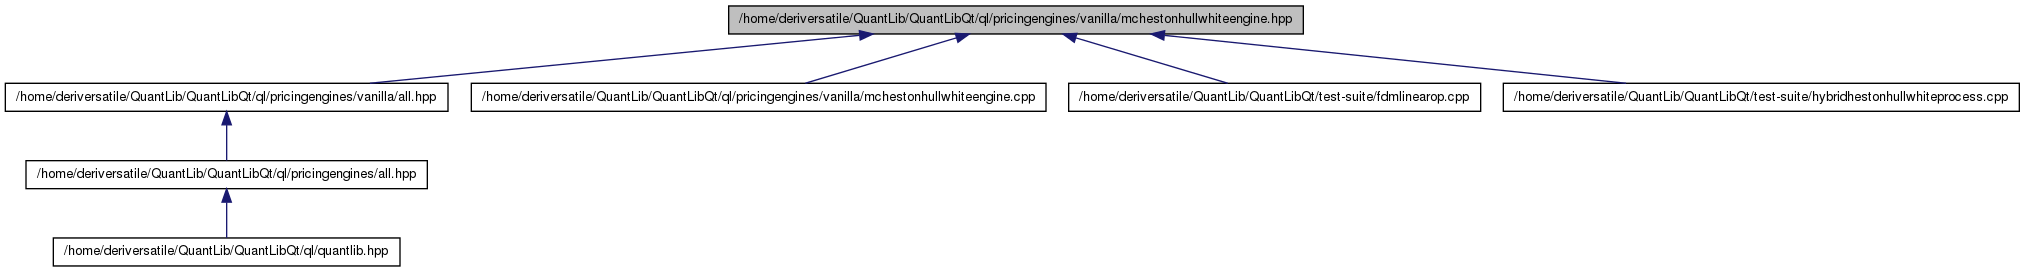 /home/deriversatile/QuantLib/QuantLibQt/ql/pricingengines/vanilla/mchestonhullwhiteengine.hpp
/home/deriversatile/QuantLib/QuantLibQt/ql/pricingengines/vanilla/all.hpp
/home/deriversatile/QuantLib/QuantLibQt/ql/pricingengines/vanilla/mchestonhullwhiteengine.cpp
/home/deriversatile/QuantLib/QuantLibQt/test-suite/fdmlinearop.cpp
/home/deriversatile/QuantLib/QuantLibQt/test-suite/hybridhestonhullwhiteprocess.cpp
/home/deriversatile/QuantLib/QuantLibQt/ql/pricingengines/all.hpp
/home/deriversatile/QuantLib/QuantLibQt/ql/quantlib.hpp